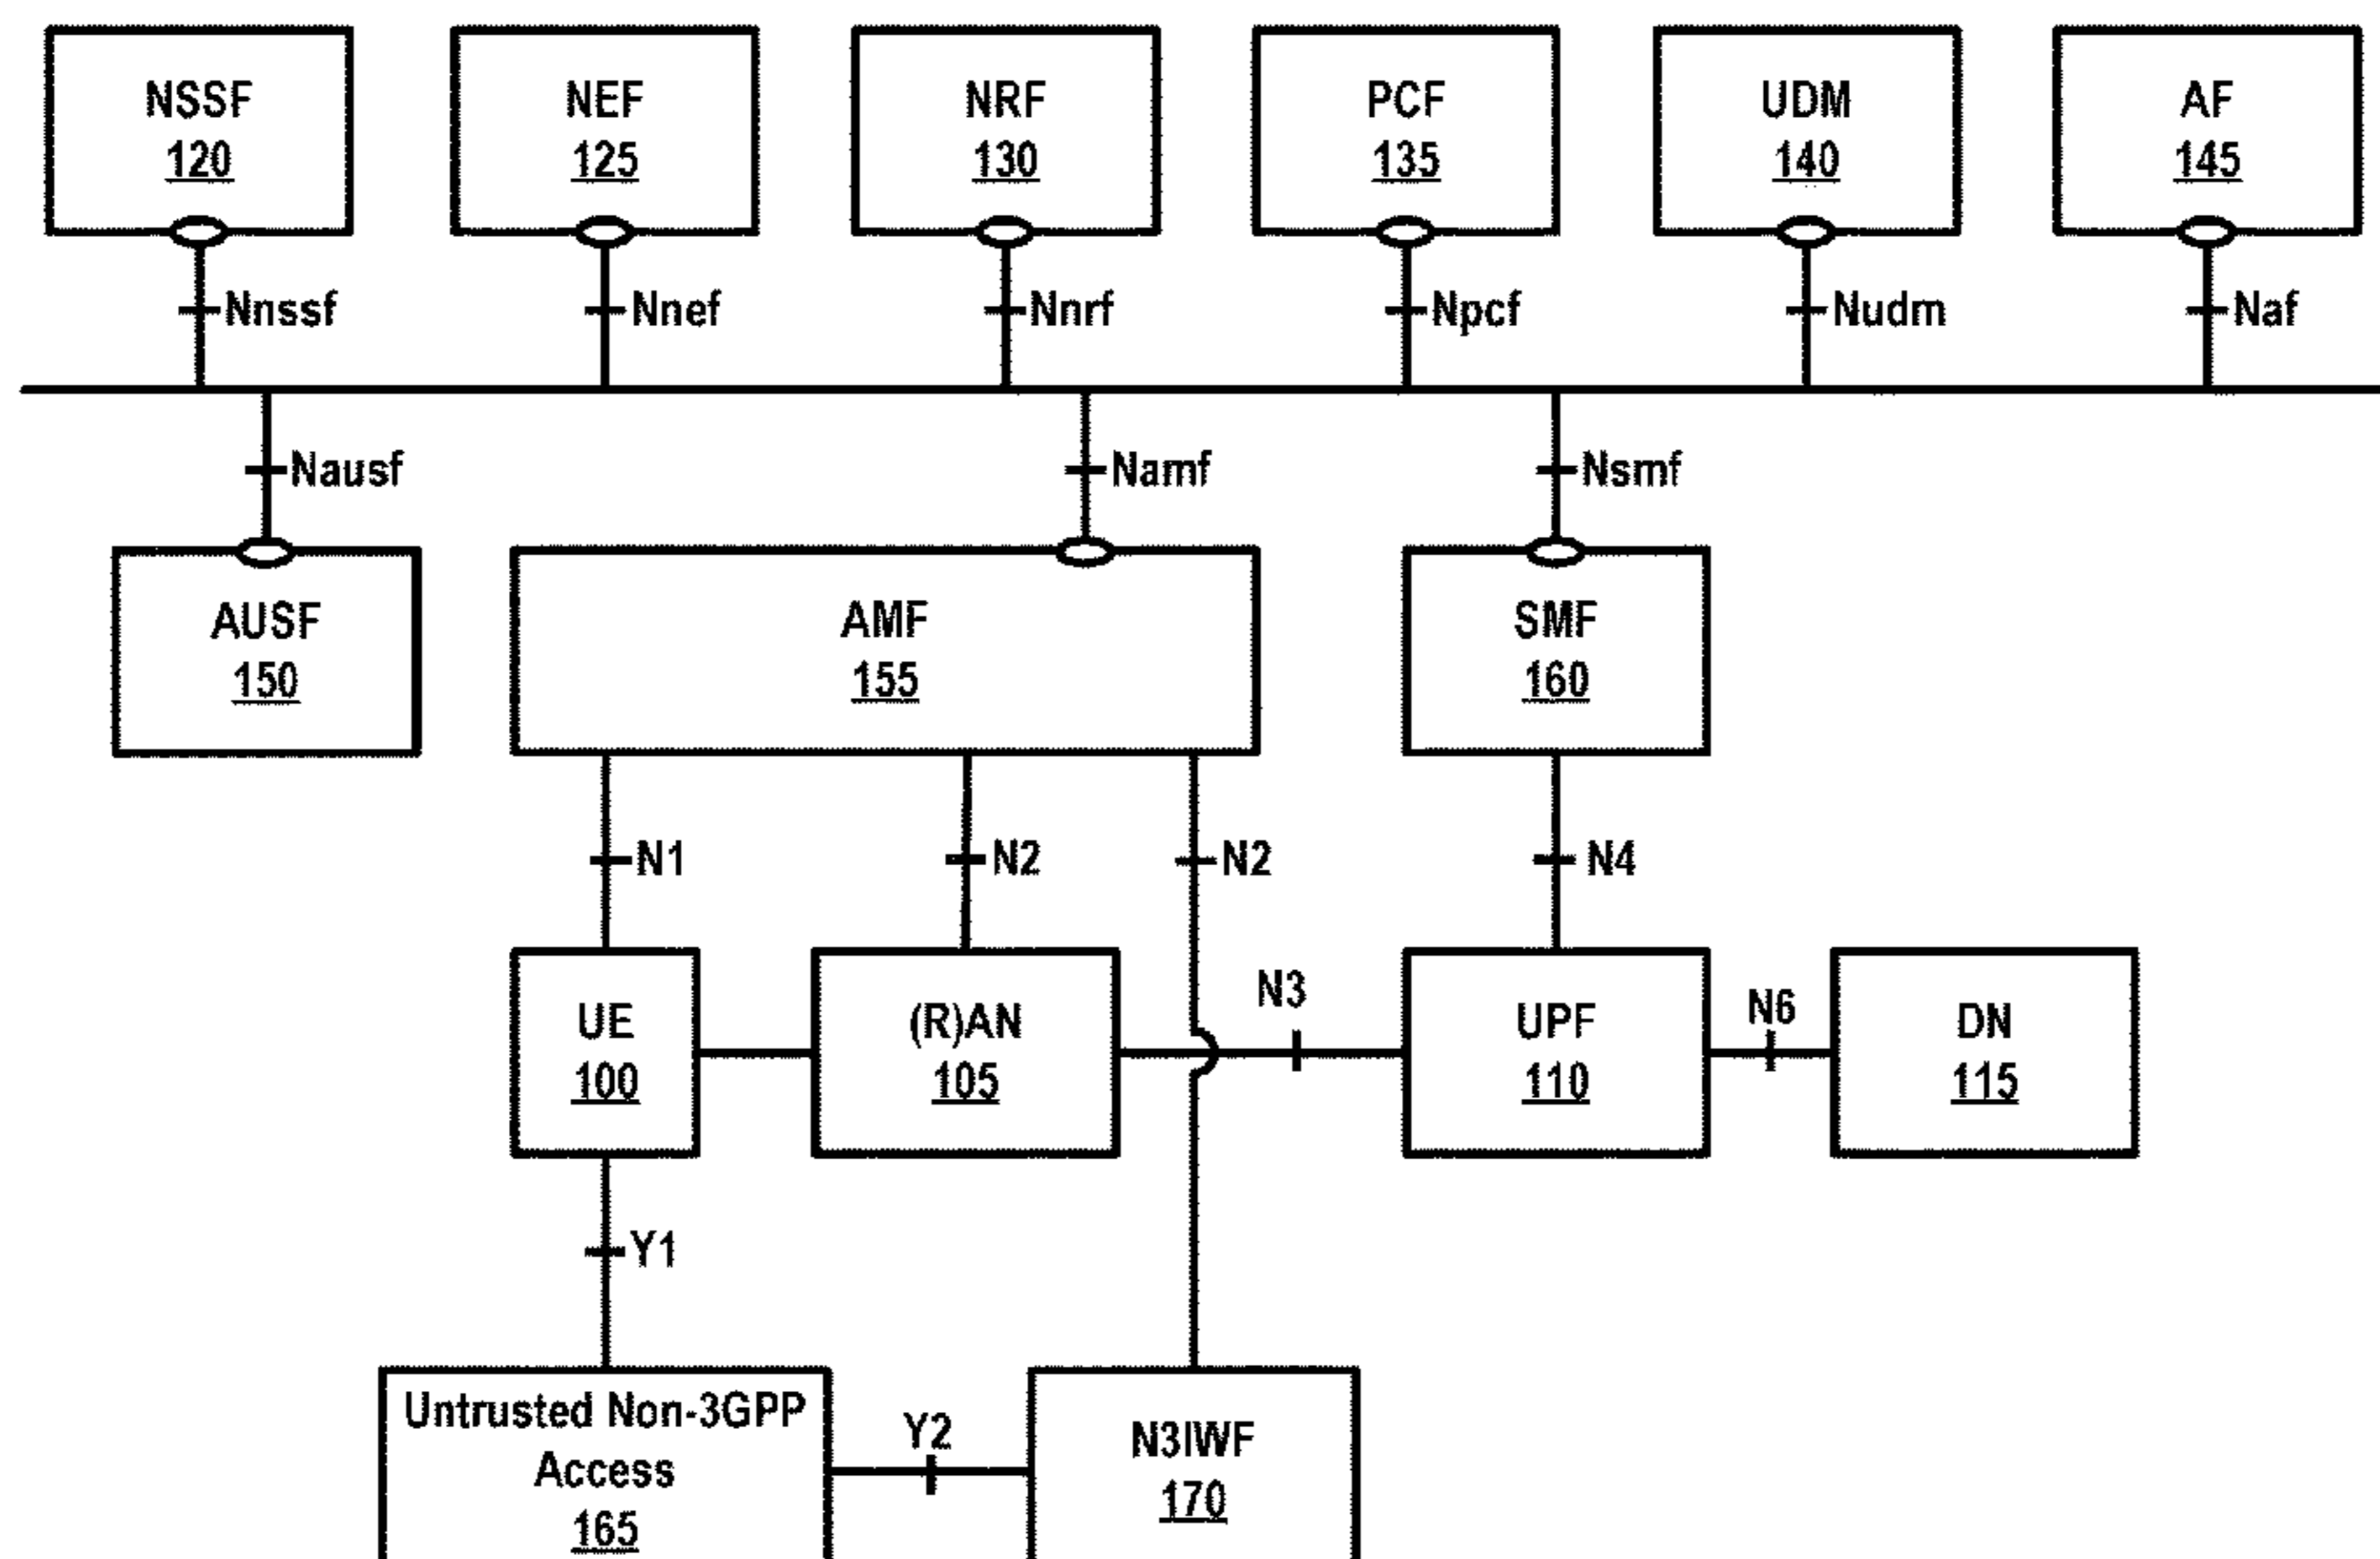 NSSF
120
NEF
125
NRF
130
PCF
135
UDM
140
AF
145
Nnssf
Nnef
Nnrf
Npcf
Nudm
Naf
Nausf
Namf
Nsmf
AUSF
150
AMF
155
SMF
160
N1
N2
N2
N4
UE
100
(R)AN
105
N3
UPF
110
N6
DN
115
Y1
Untrusted Non-3GPP
Access
165
Y2
N3IWF
170